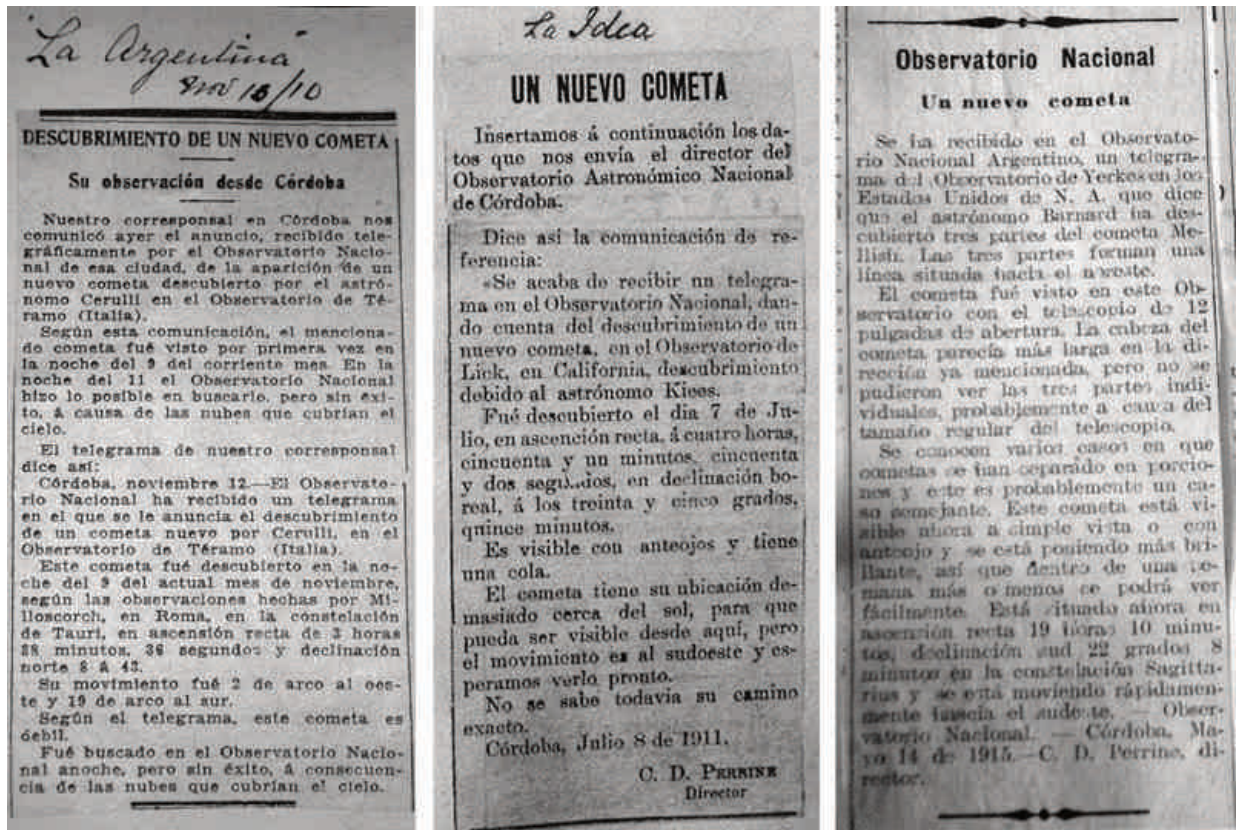 La Argentina
Nov 13/10
DESCUBRIMIENTO DE UN NUEVO COMETA
Su observación desde Córdoba
Nuestro corresponsal en Córdoba nos
comunicó ayer el anuncio, recibido tele-
gráficamente por el Observatorio Nacio-
nal de esa ciudad, de la aparición de un
nuevo cometa descubierto por el astró-
nomo Cerulli en el Observatorio de Té-
ramo (Italia).
Según esta comunicación, el menciona-
do cometa fué visto por primera vez en
la noche del 9 del corriente mes. En la
noche del 11 el Observatorio Nacional
hizo lo posible en buscarlo, pero sin éxi-
to, á causa de las nubes que cubrían el
cielo.
El telegrama de nuestro corresponsal
dice así:
Córdoba, noviembre 12.—El Observato-
rio Nacional ha recibido un telegrama
en el que se le anuncia el descubrimiento
de un cometa nuevo por Cerulli, en el
Observatorio de Téramo (Italia).
Este cometa fué descubierto en la no-
che del 9 del actual mes de noviembre,
según las observaciones hechas por Mi-
lloscorch, en Roma, en la constelación
de Tauri, en ascensión recta de 3 horas
38 minutos, 36 segundos y declinación
norte 8 á 43.
Su movimiento fué 2 de arco al oes-
te y 19 de arco al sur.
Según el telegrama, este cometa es
débil.
Fué buscado en el Observatorio Nacio-
nal anoche, pero sin éxito, á consecuen-
cia de las nubes que cubrían el cielo.
La Idea
UN NUEVO COMETA
Insertamos á continuación los da-
tos que nos envía el director del
Observatorio Astronómico Nacional
de Córdoba.
Dice así la comunicación de re-
ferencia:
«Se acaba de recibir un telegra-
ma en el Observatorio Nacional, dan-
do cuenta del descubrimiento de un
nuevo cometa, en el Observatorio de
Lick, en California, descubrimiento
debido al astrónomo Kiees.
Fué descubierto el dia 7 de Ju-
lio, en ascención recta, á cuatro horas,
cincuenta y un minutos, cincuenta
y dos segundos, en declinación bo-
real, á los treinta y cinco grados,
quince minutos.
Es visible con anteojos y tiene
una cola.
El cometa tiene su ubicación de-
masiado cerca del sol, para que
pueda ser visible desde aquí, pero
el movimiento es al sudoeste y es-
peramos verlo pronto.
No se sabe todavía su camino
exacto.
Córdoba, Julio 8 de 1911.
C. D. PERRINE
Director
Observatorio Nacional
Un nuevo cometa
Se ha recibido en el Observato-
rio Nacional Argentino, un telegra-
ma del Observatorio de Yerkes en los
Estados Unidos de N. A. que dice
que el astrónomo Barnard ha des-
cubierto tres partes del cometa Me-
llish. Las tres partes forman una
línea situada hacia el noreste.
El cometa fué visto en este Ob-
servatorio con el telescopio de 12
pulgadas de abertura. La cabeza del
cometa parecía más larga en la di-
rección ya mencionada, pero no se
pudieron ver las tres partes indi-
viduales, probablemente a causa del
tamaño regular del telescopio.
Se conocen varios casos en que
cometas se han separado en porcio-
nes y este es probablemente un ca-
so semejante. Este cometa está vi-
sible ahora a simple vista o con
anteojo y se está poniendo más bri-
llante, así que dentro de una se-
mana más o menos se podrá ver
fácilmente. Está situado ahora en
ascensión recta 19 horas 10 minu-
tos, declinación sud 22 grados 8
minutos en la constelación Sagitta-
rius y se está moviendo rápidamen-
mente hascia el sudeste. — Obser-
vatorio Nacional. — Córdoba, Ma-
yo 14 de 1915.—C. D. Perrine, di-
rector.